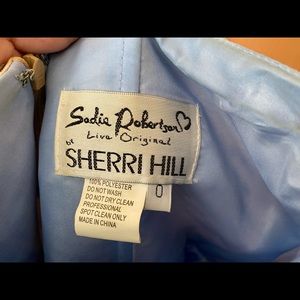 Sadie Robertson
Live Original
by
SHERRI HILL
0
100% POLYESTER
DO NOT WASH
DO NOT DRY CLEAN
PROFESSIONAL
SPOT CLEAN ONLY
MADE IN CHINA